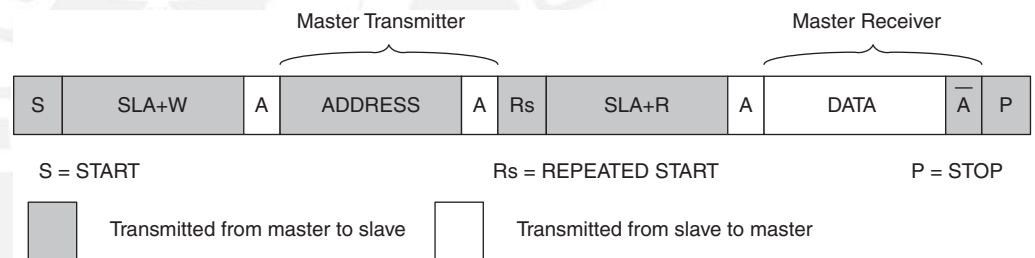 Master Transmitter Master Receiver
S SLA+W A ADDRESS A Rs SLA+R A DATA A̅ P
S = START Rs = REPEATED START P = STOP
Transmitted from master to slave Transmitted from slave to master